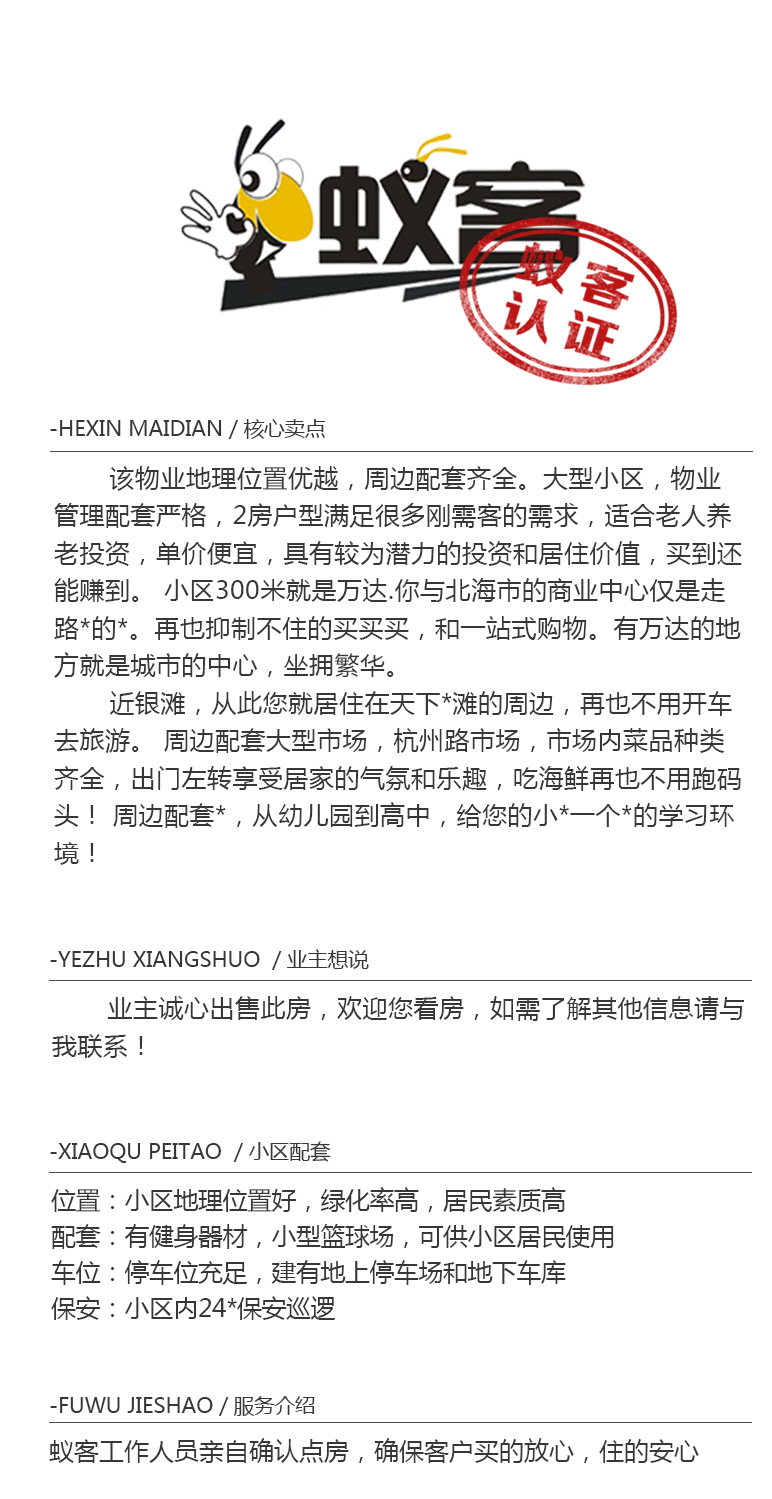 蚁客
蚁客
认证
-HEXIN MAIDIAN / 核心卖点
该物业地理位置优越，周边配套齐全。大型小区，物业
管理配套严格，2房户型满足很多刚需客的需求，适合老人养
老投资，单价便宜，具有较为潜力的投资和居住价值，买到还
能赚到。 小区300米就是万达.你与北海市的商业中心仅是走
路*的*。再也抑制不住的买买买，和一站式购物。有万达的地
方就是城市的中心，坐拥繁华。
近银滩，从此您就居住在天下*滩的周边，再也不用开车
去旅游。 周边配套大型市场，杭州路市场，市场内菜品种类
齐全，出门左转享受居家的气氛和乐趣，吃海鲜再也不用跑码
头！ 周边配套*，从幼儿园到高中，给您的小*一个*的学习环
境！
-YEZHU XIANGSHUO  / 业主想说
业主诚心出售此房，欢迎您看房，如需了解其他信息请与
我联系！
-XIAOQU PEITAO  / 小区配套
位置：小区地理位置好，绿化率高，居民素质高
配套：有健身器材，小型篮球场，可供小区居民使用
车位：停车位充足，建有地上停车场和地下车库
保安：小区内24*保安巡逻
-FUWU JIESHAO / 服务介绍
蚁客工作人员亲自确认点房，确保客户买的放心，住的安心